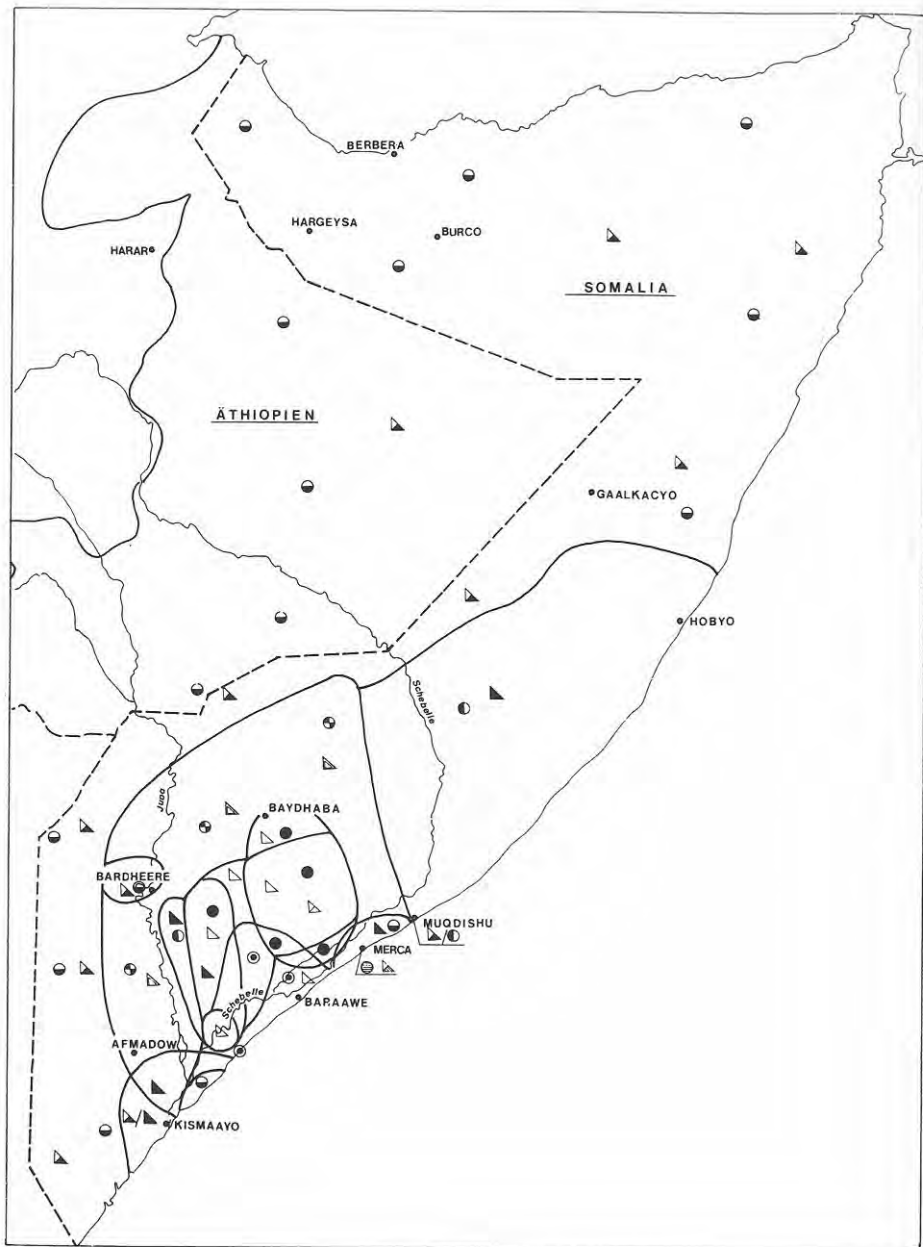 BERBERA
HARGEYSA
BURCO
HARAR
SOMALIA
ÄTHIOPIEN
GAALKACYO
HOBYO
Schebelle
Juba
BAYDHABA
BARDHEERE
MUQDISHU
MERCA
Schebelle
BARAAWE
AFMADOW
KISMAAYO